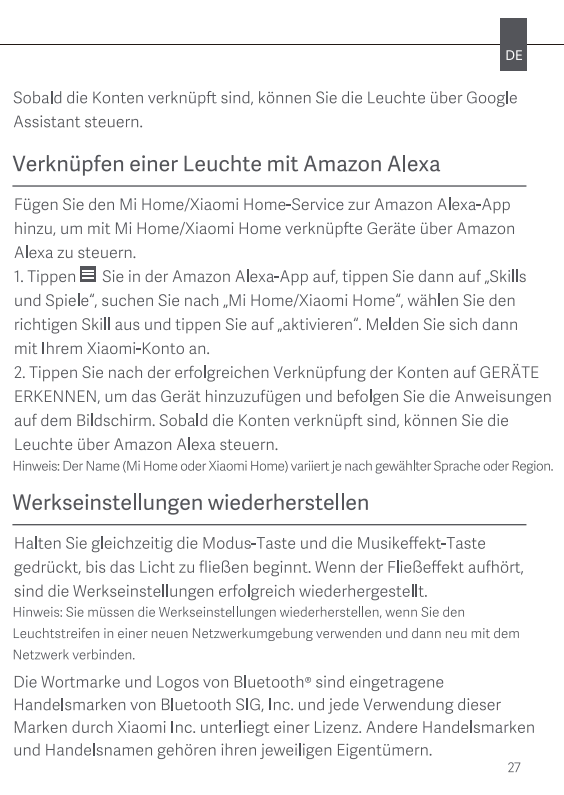 DE
Sobald die Konten verknüpft sind, können Sie die Leuchte über Google
Assistant steuern.
Verknüpfen einer Leuchte mit Amazon Alexa
Fügen Sie den Mi Home/Xiaomi Home-Service zur Amazon Alexa-App
hinzu, um mit Mi Home/Xiaomi Home verknüpfte Geräte über Amazon
Alexa zu steuern.
1. Tippen Sie in der Amazon Alexa-App auf, tippen Sie dann auf „Skills
und Spiele“, suchen Sie nach „Mi Home/Xiaomi Home“, wählen Sie den
richtigen Skill aus und tippen Sie auf „aktivieren“. Melden Sie sich dann
mit Ihrem Xiaomi-Konto an.
2. Tippen Sie nach der erfolgreichen Verknüpfung der Konten auf GERÄTE
ERKENNEN, um das Gerät hinzuzufügen und befolgen Sie die Anweisungen
auf dem Bildschirm. Sobald die Konten verknüpft sind, können Sie die
Leuchte über Amazon Alexa steuern.
Hinweis: Der Name (Mi Home oder Xiaomi Home) variiert je nach gewählter Sprache oder Region.
Werkseinstellungen wiederherstellen
Halten Sie gleichzeitig die Modus-Taste und die Musikeffekt-Taste
gedrückt, bis das Licht zu fließen beginnt. Wenn der Fließeffekt aufhört,
sind die Werkseinstellungen erfolgreich wiederhergestellt.
Hinweis: Sie müssen die Werkseinstellungen wiederherstellen, wenn Sie den
Leuchtstreifen in einer neuen Netzwerkumgebung verwenden und dann neu mit dem
Netzwerk verbinden.
Die Wortmarke und Logos von Bluetooth® sind eingetragene
Handelsmarken von Bluetooth SIG, Inc. und jede Verwendung dieser
Marken durch Xiaomi Inc. unterliegt einer Lizenz. Andere Handelsmarken
und Handelsnamen gehören ihren jeweiligen Eigentümern.
27